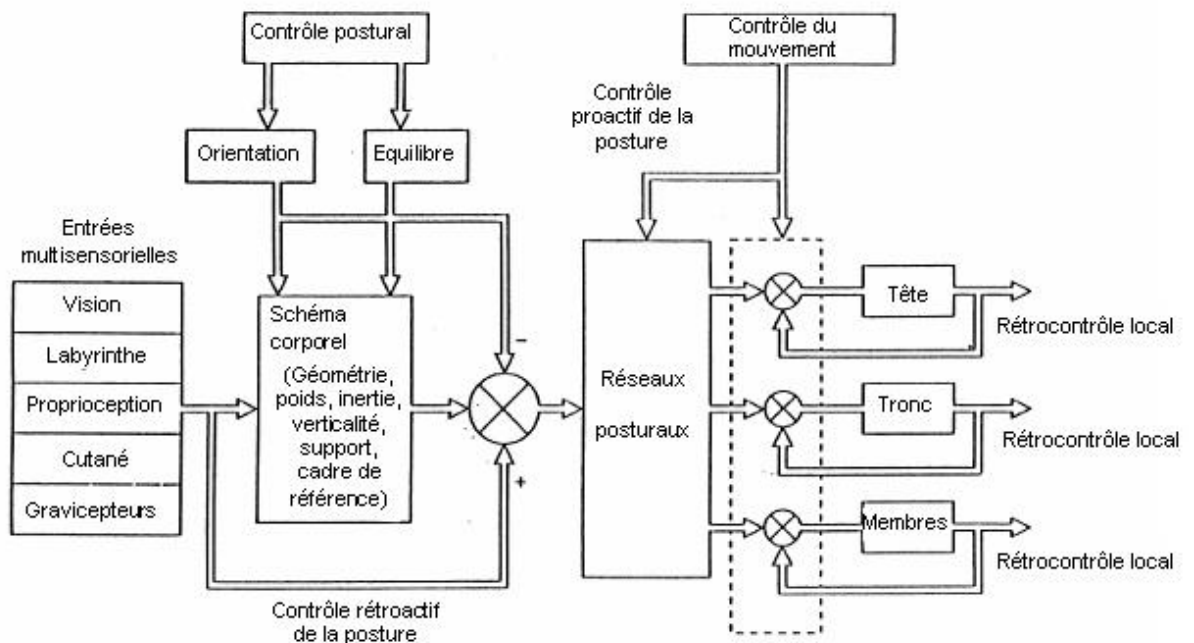 Contrôle postural
Contrôle du
mouvement
Contrôle
proactif de la
posture
Orientation
Equilibre
Entrées
multisensorielles
Vision
Labyrinthe
Proprioception
Cutané
Gravicepteurs
Schéma
corporel
(Géométrie,
poids, inertie,
verticalité,
support,
cadre de
référence)
−
+
Contrôle rétroactif
de la posture
Réseaux
posturaux
Tête
Rétrocontrôle local
Tronc
Rétrocontrôle local
Membres
Rétrocontrôle local